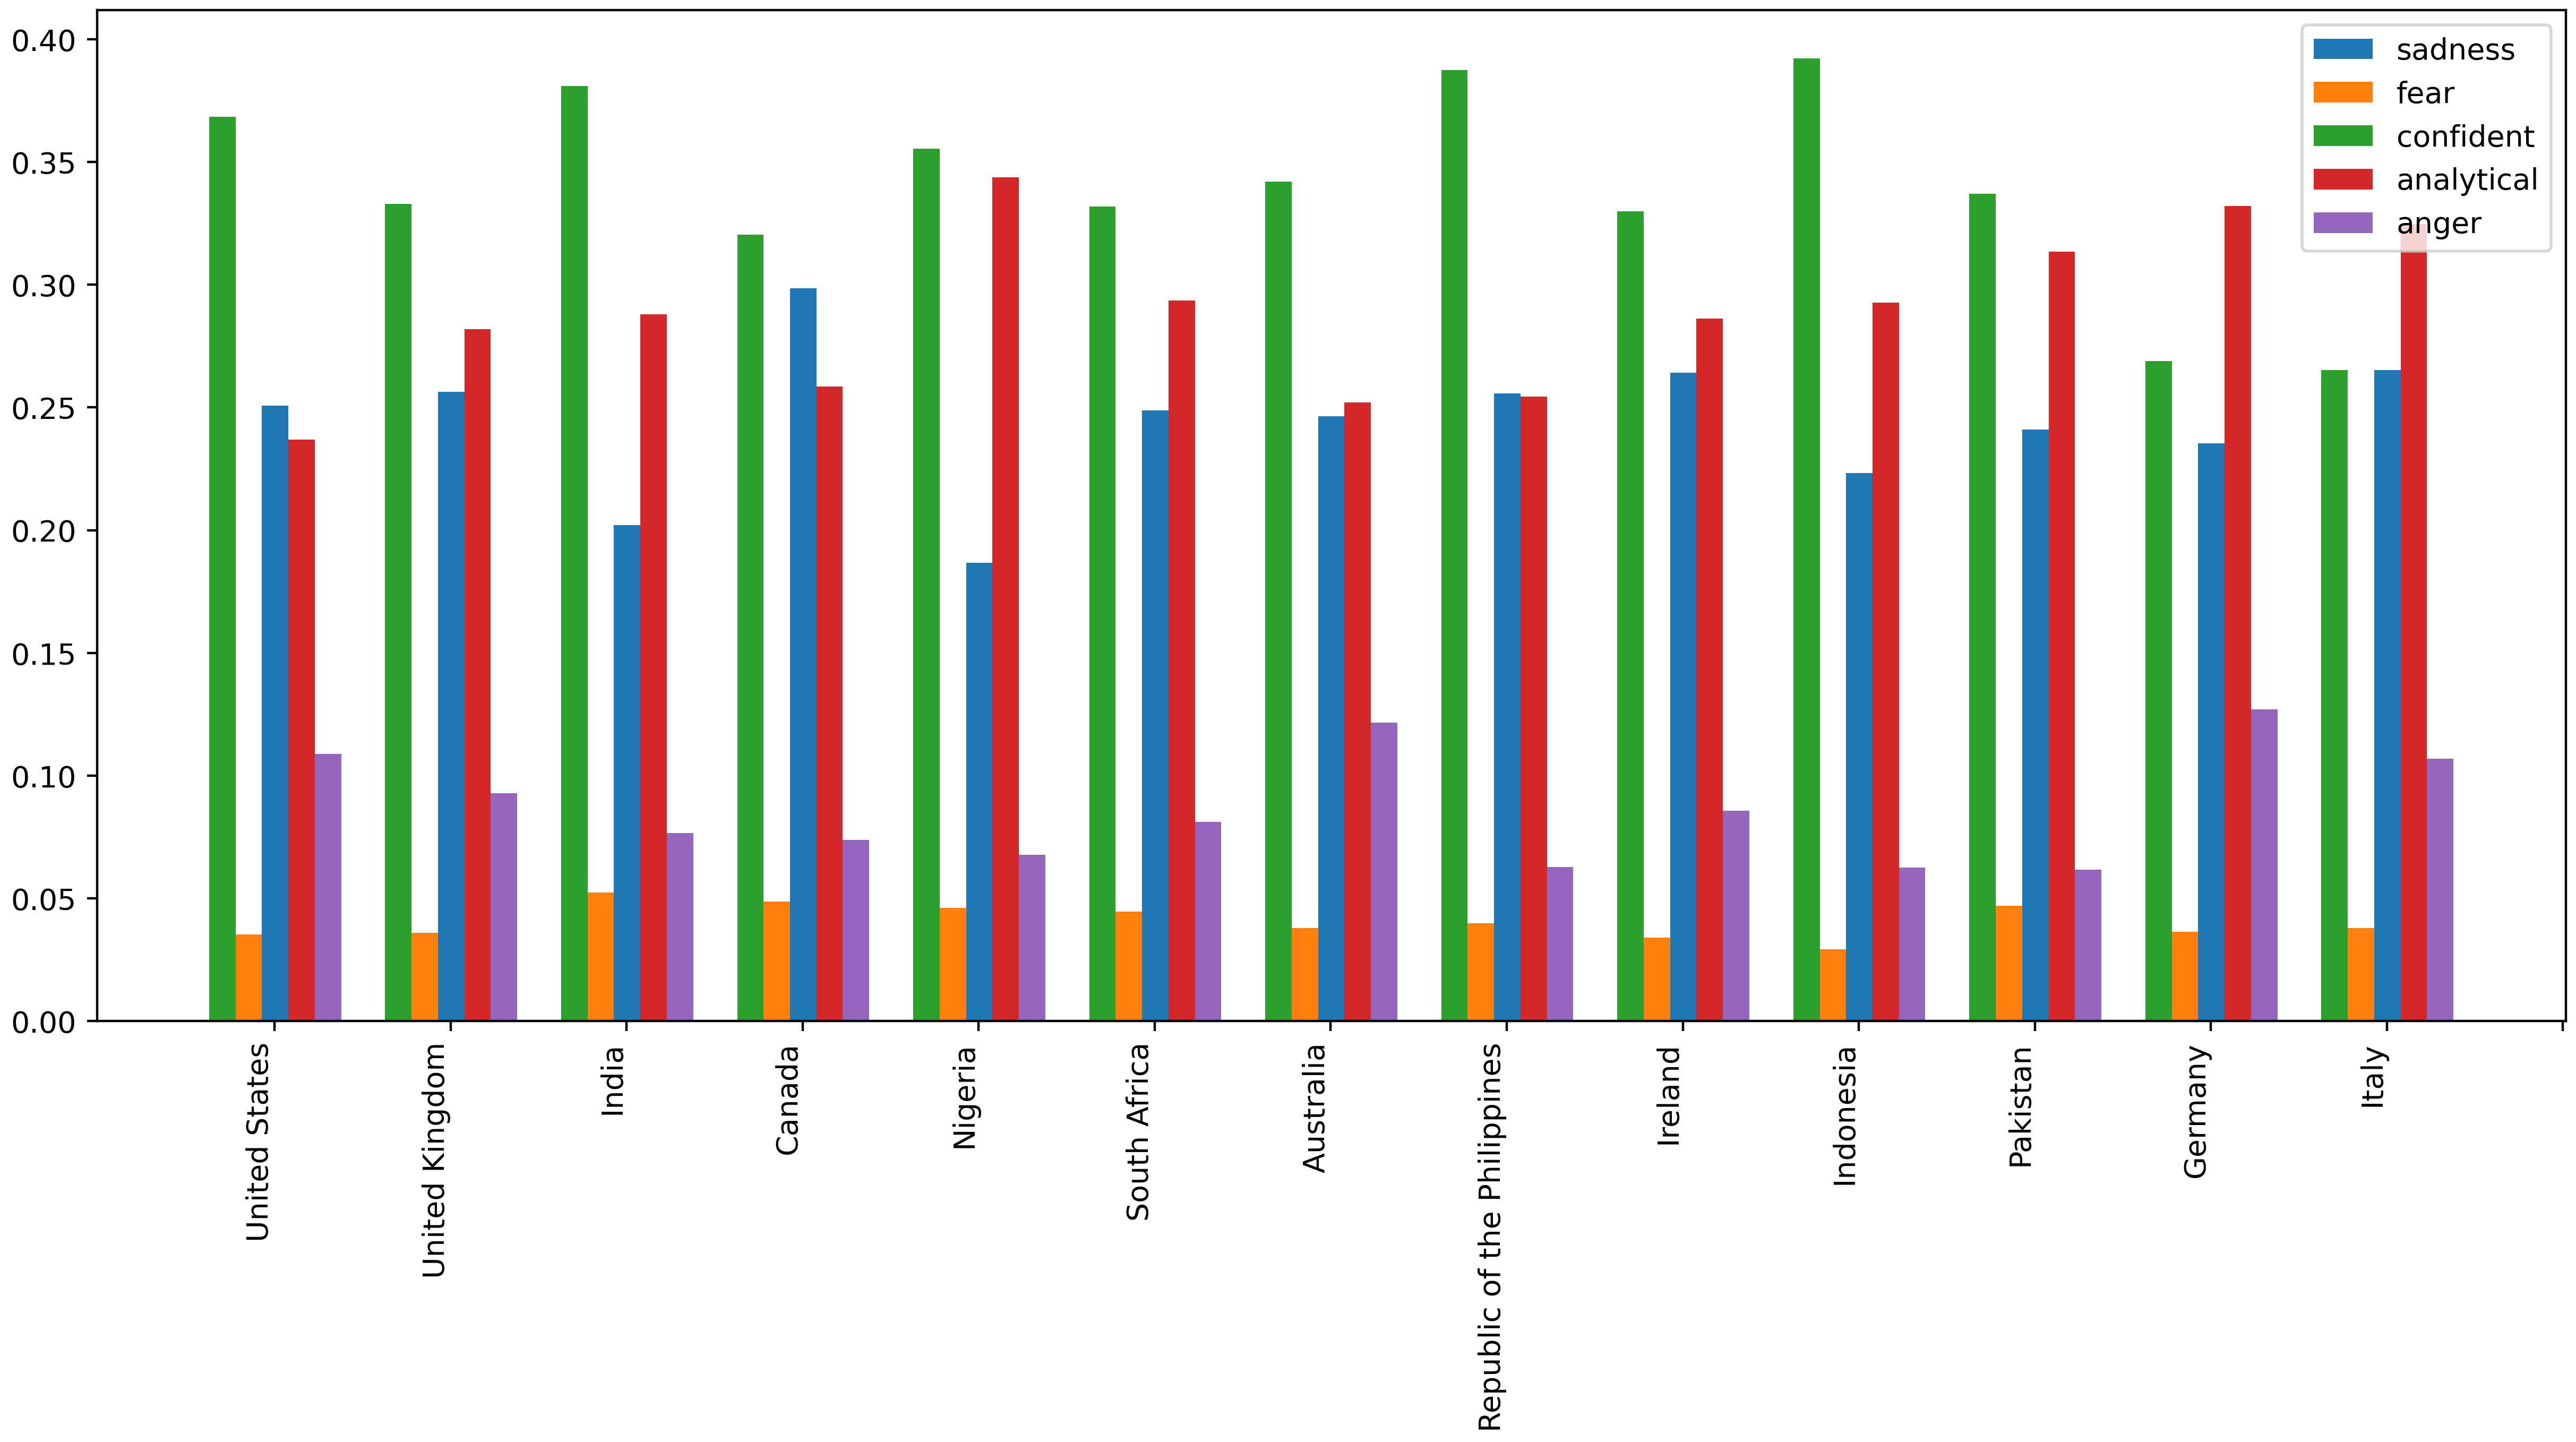 0.40
0.35
0.30
0.25
0.20
0.15
0.10
0.05
0.00
sadness
fear
confident
analytical
anger
United States
United Kingdom
India
Canada
Nigeria
South Africa
Australia
Republic of the Philippines
Ireland
Indonesia
Pakistan
Germany
Italy